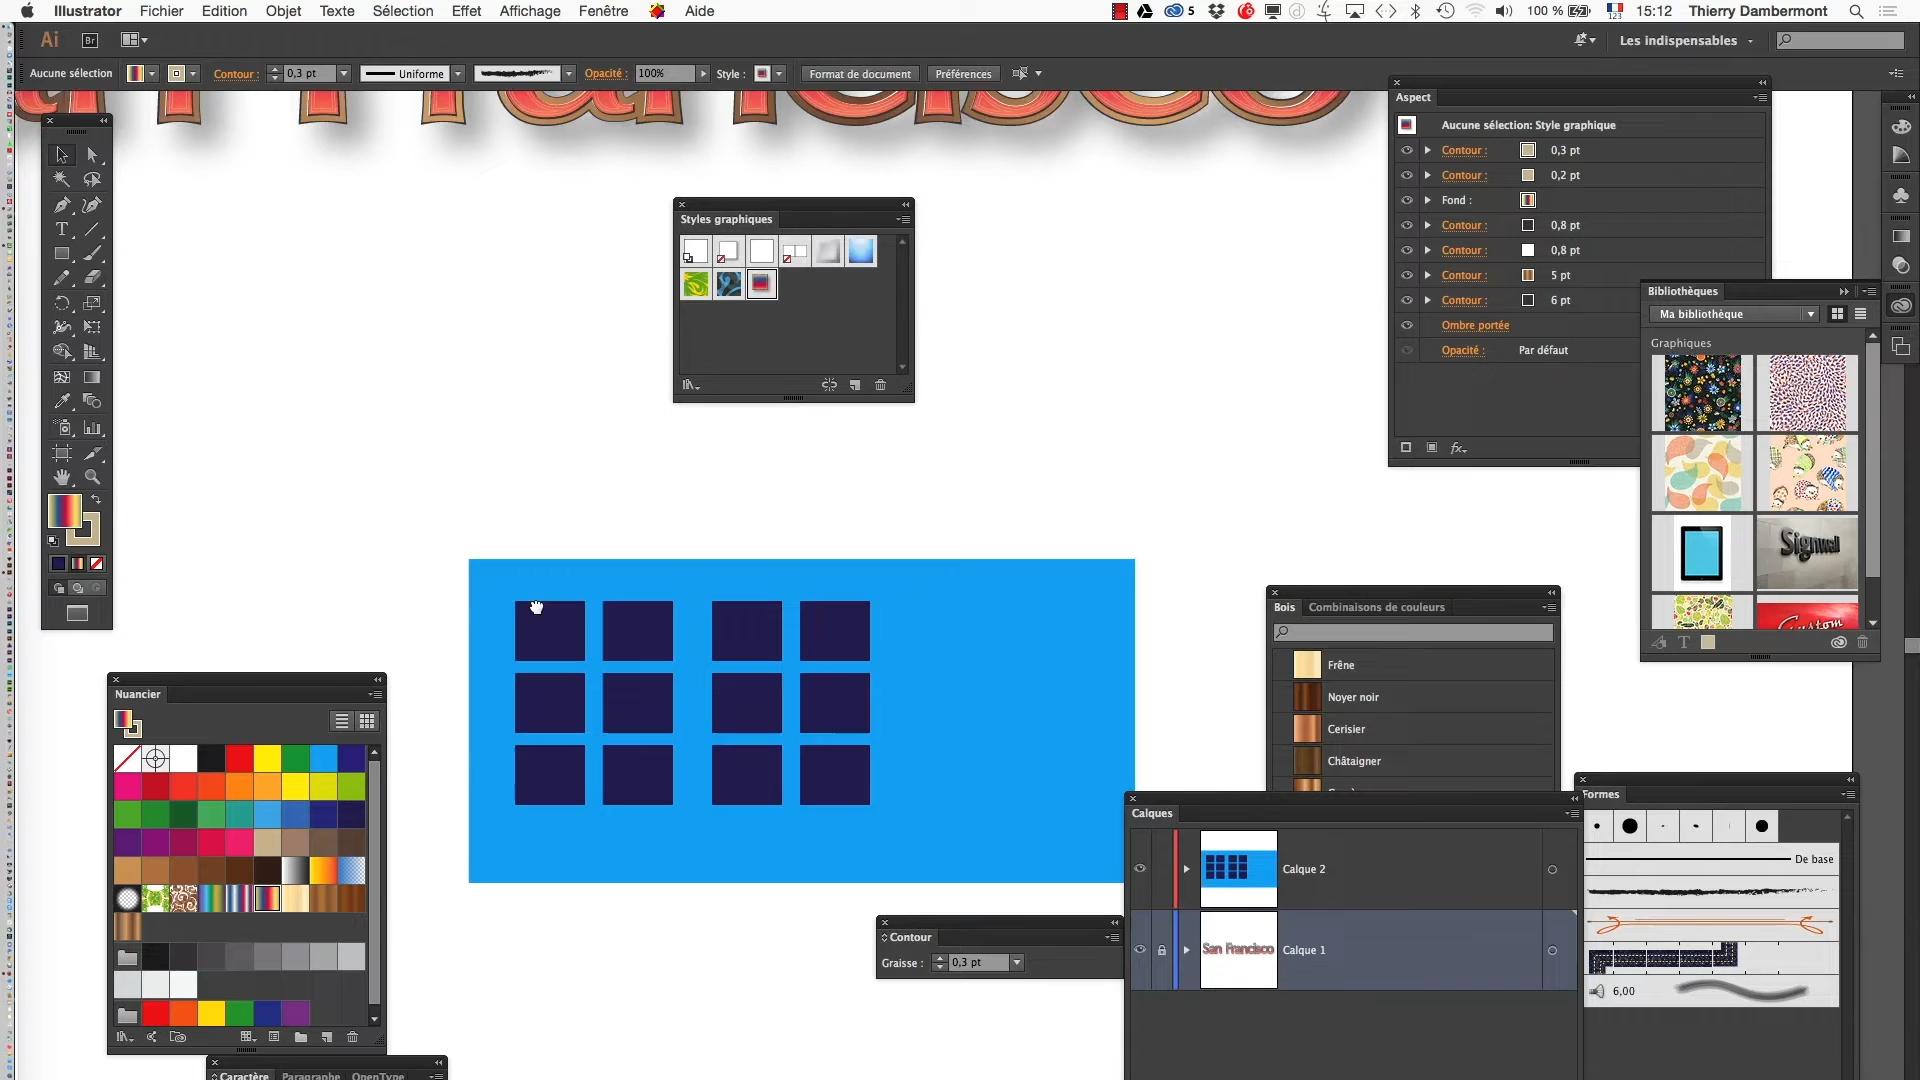 Illustrator Fichier Edition Objet Texte Sélection Effet Affichage Fenêtre Aide 5 100 % 15:12 Thierry Dambermont
Ai Br Les indispensables
Aucune sélection Contour : 0,3 pt Uniforme Opacité : 100% Style : Format de document Préférences
Aspect
Aucune sélection: Style graphique
Contour : 0,3 pt
Contour : 0,2 pt
Fond :
Contour : 0,8 pt
Contour : 0,8 pt
Contour : 5 pt
Contour : 6 pt
Ombre portée
Opacité : Par défaut
fx
Styles graphiques
Bibliothèques
Ma bibliothèque
Graphiques
Signwall
Custom
Bois Combinaisons de couleurs
Frêne
Noyer noir
Cerisier
Châtaigner
Nuancier
Formes
De base
6,00
Calques
Calque 2
San Francisco Calque 1
Contour
Graisse : 0,3 pt
Caractère Paragraphe OpenType